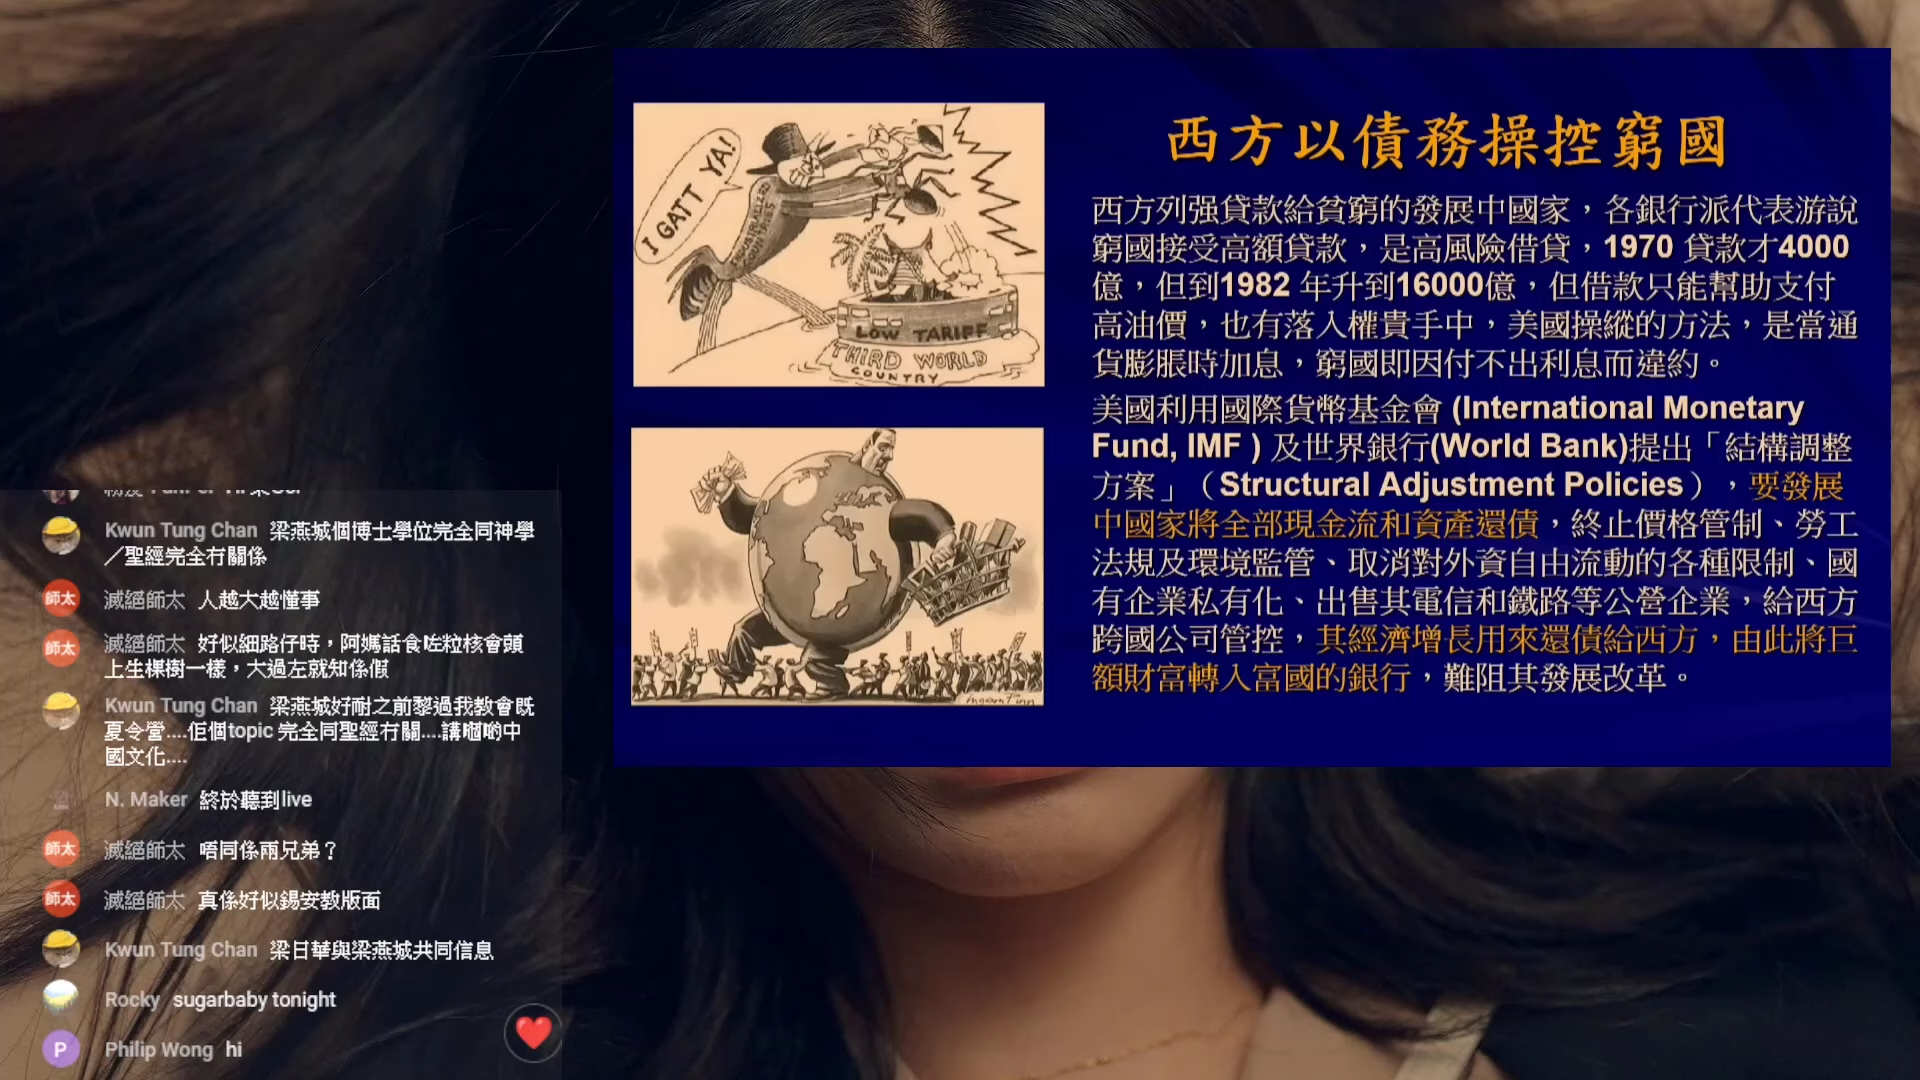 西方以債務操控窮國
西方列强貸款給貧窮的發展中國家，各銀行派代表游說
窮國接受高額貸款，是高風險借貸，1970 貸款才4000
億，但到1982 年升到16000億，但借款只能幫助支付
高油價，也有落入權貴手中，美國操縱的方法，是當通
貨膨脹時加息，窮國即因付不出利息而違約。
美國利用國際貨幣基金會 (International Monetary
Fund, IMF ) 及世界銀行(World Bank)提出「結構調整
方案」（Structural Adjustment Policies），要發展
中國家將全部現金流和資產還債，終止價格管制、勞工
法規及環境監管、取消對外資自由流動的各種限制、國
有企業私有化、出售其電信和鐵路等公營企業，給西方
跨國公司管控，其經濟增長用來還債給西方，由此將巨
額財富轉入富國的銀行，難阻其發展改革。
I GATT YA!
INDUSTRIALIZED
COUNTRIES
LOW TARIFF
THIRD WORLD
COUNTRY
Kwun Tung Chan 梁燕城個博士學位完全同神學
／聖經完全冇關係
師太
滅絕師太 人越大越懂事
師太
滅絕師太 好似細路仔時，阿媽話食咗粒核會頭
上生棵樹一樣，大過左就知係假
Kwun Tung Chan 梁燕城好耐之前黎過我教會既
夏令營....佢個topic 完全同聖經冇關....講嗰啲中
國文化....
N. Maker 終於聽到live
師太
滅絕師太 唔同係兩兄弟？
師太
滅絕師太 真係好似錫安教版面
Kwun Tung Chan 梁日華與梁燕城共同信息
Rocky sugarbaby tonight
P
Philip Wong hi